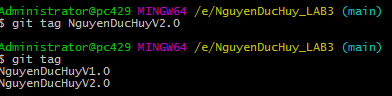 Administrator@pc429 MINGW64 /e/NguyenDucHuy_LAB3 (main)
$ git tag NguyenDucHuyV2.0
Administrator@pc429 MINGW64 /e/NguyenDucHuy_LAB3 (main)
$ git tag
NguyenDucHuyV1.0
NguyenDucHuyV2.0